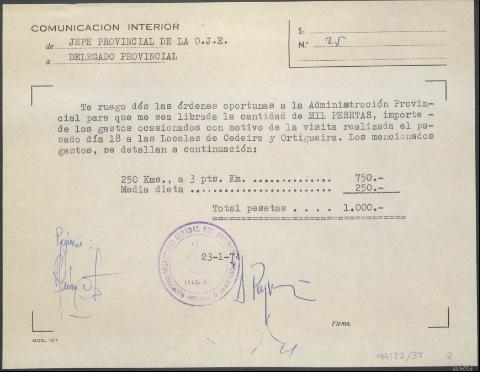 COMUNICACION INTERIOR
de JEFE PROVINCIAL DE LA O.J.E.
a DELEGADO PROVINCIAL
S:
N.º 25
Te ruego dés las órdenes oportunas a la Administración Provin-
cial para que me sea librada la cantidad de MIL PESETAS, importe -
de los gastos ocasionados con motivo de la visita realizada el pa-
sado día 18 a las Locales de Cedeira y Ortigueira. Los mencionados
gastos, se detallan a continuación:
250 Kms., a 3 pts. Km. .............. 750.-
Media dieta ......................... 250.-
Total pesetas . . . . 1.000.-
23-1-74
Firma.
MOD. 101
2
ARG